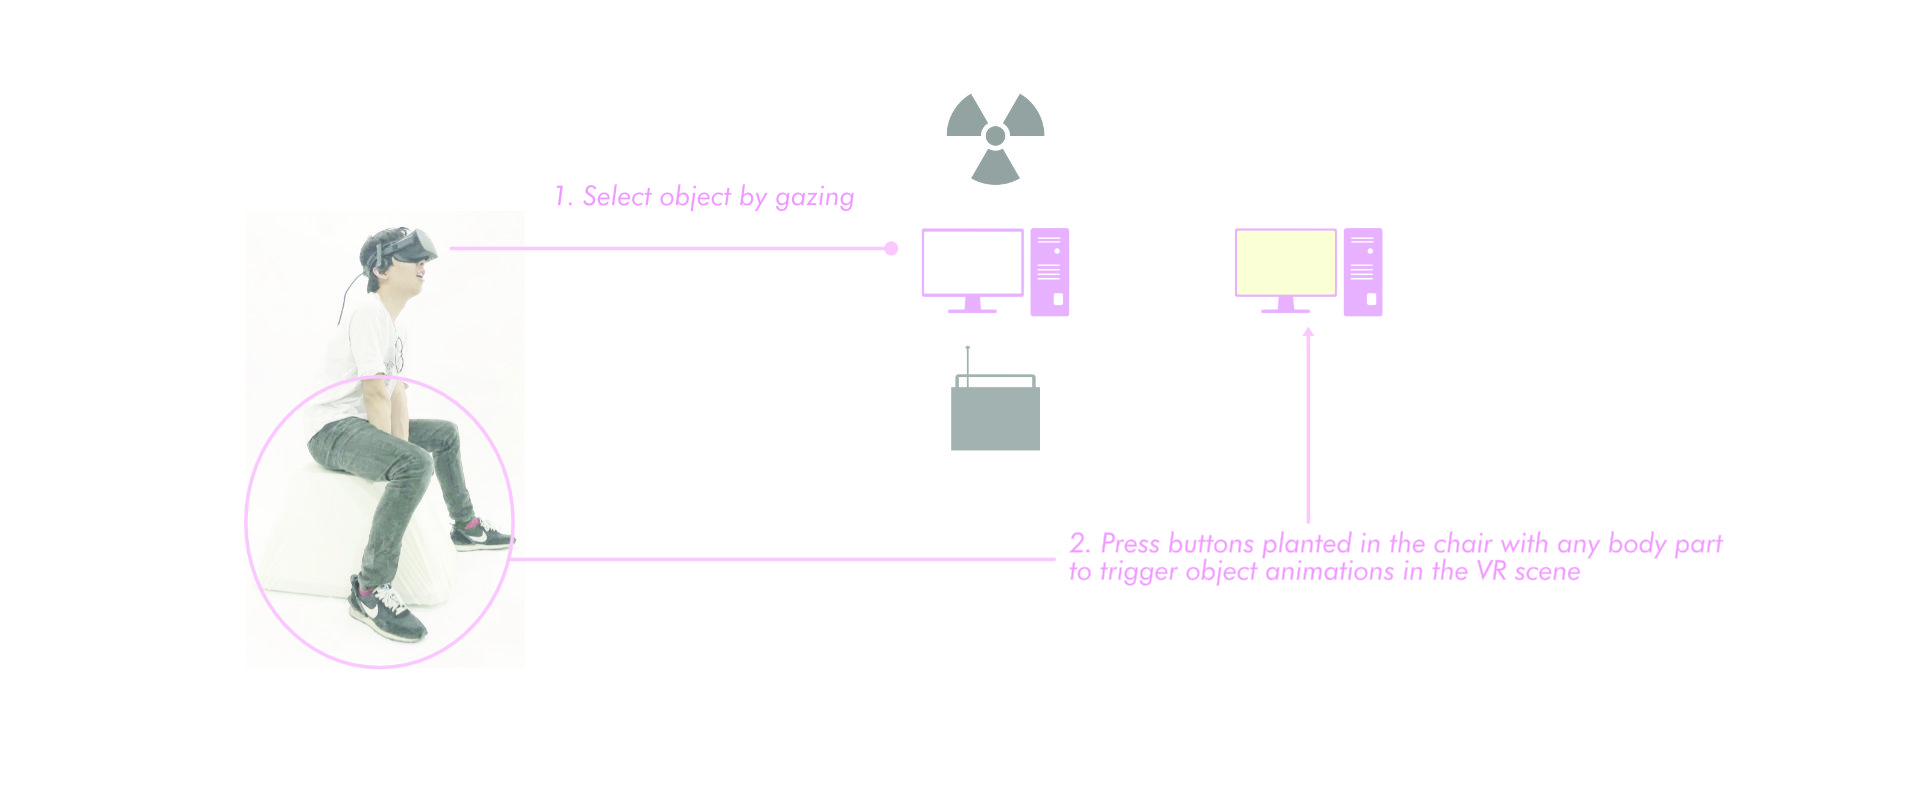 1. Select object by gazing
2. Press buttons planted in the chair with any body part
to trigger object animations in the VR scene